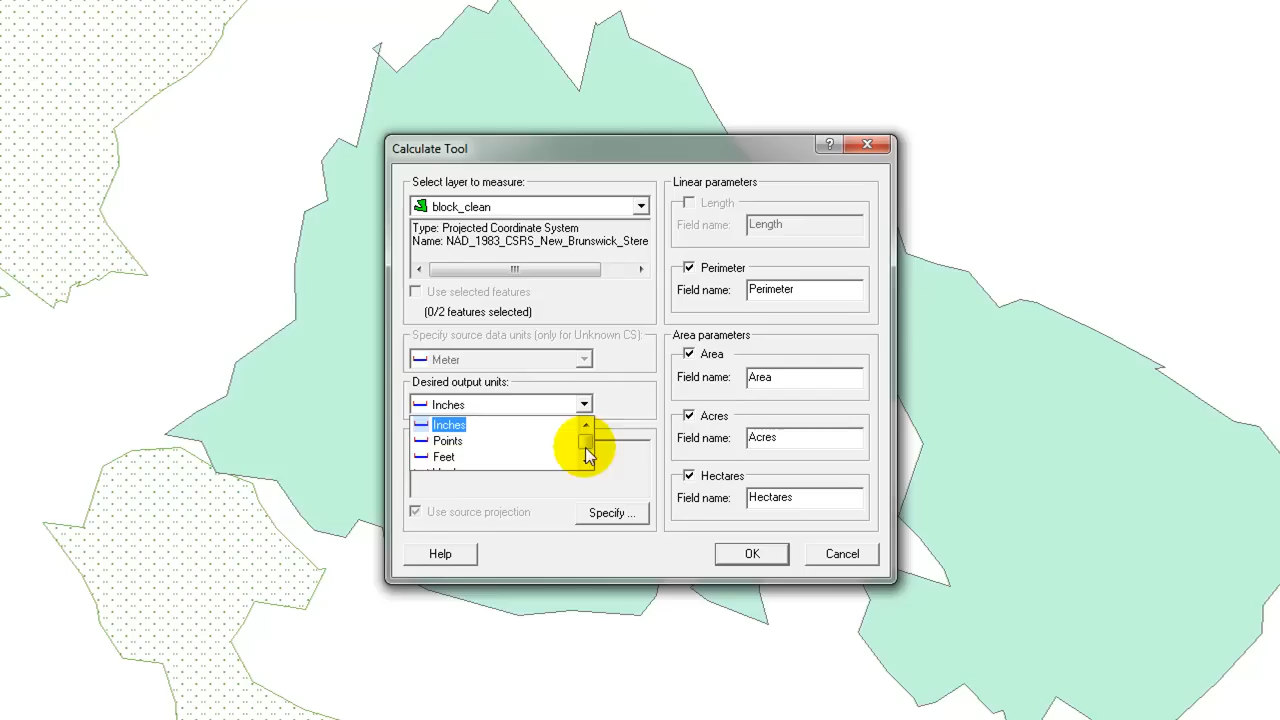 Calculate Tool
?
Select layer to measure:
block_clean
Type: Projected Coordinate System
Name: NAD_1983_CSRS_New_Brunswick_Stere
Use selected features
(0/2 features selected)
Specify source data units (only for Unknown CS):
Meter
Desired output units:
Inches
Inches
Points
Feet
Use source projection
Specify ...
Linear parameters
Length
Field name: Length
Perimeter
Field name: Perimeter
Area parameters
Area
Field name: Area
Acres
Field name: Acres
Hectares
Field name: Hectares
Help
OK
Cancel